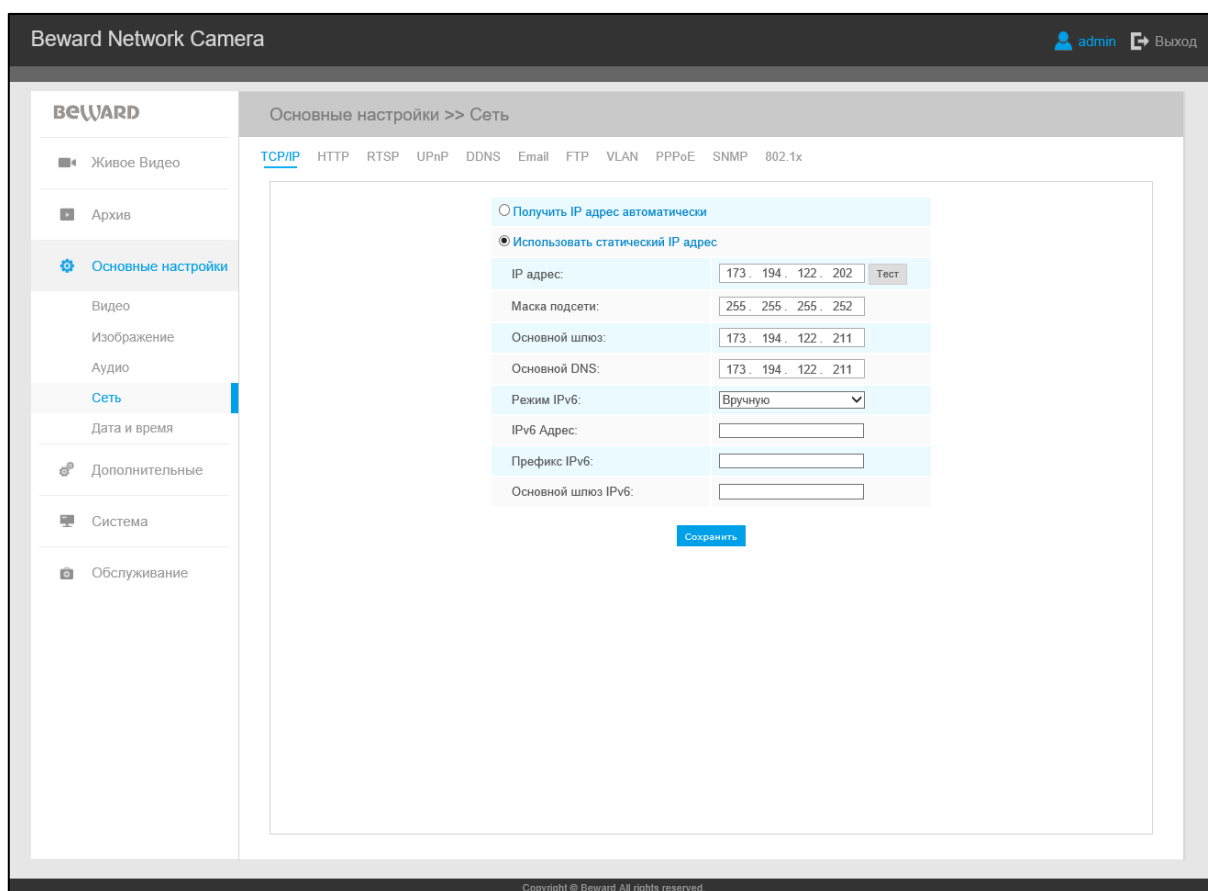 Beward Network Camera
admin Выход
BEWARD
Основные настройки >> Сеть
Живое Видео
Архив
Основные настройки
Видео
Изображение
Аудио
Сеть
Дата и время
Дополнительные
Система
Обслуживание
TCP/IP HTTP RTSP UPnP DDNS Email FTP VLAN PPPoE SNMP 802.1x
Получить IP адрес автоматически
Использовать статический IP адрес
IP адрес: 173. 194. 122. 202 Тест
Маска подсети: 255. 255. 255. 252
Основной шлюз: 173. 194. 122. 211
Основной DNS: 173. 194. 122. 211
Режим IPv6: Вручную
IPv6 Адрес:
Префикс IPv6:
Основной шлюз IPv6:
Сохранить
Copyright © Beward All rights reserved.